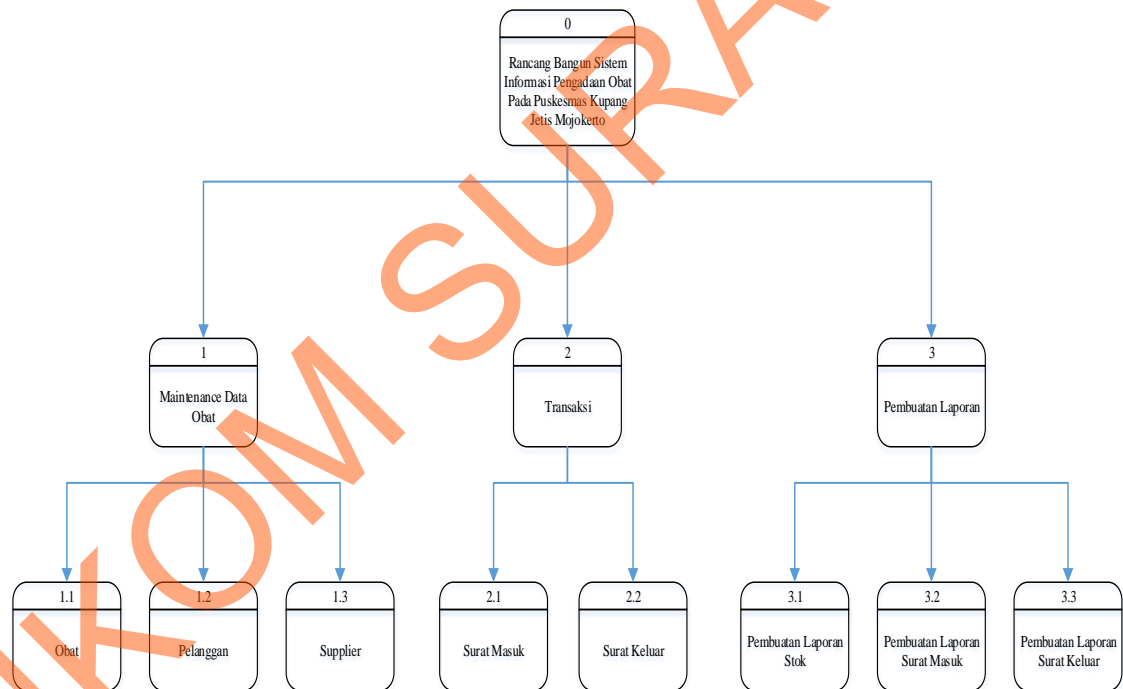 0
Rancang Bangun Sistem
Informasi Pengadaan Obat
Pada Puskesmas Kupang
Jetis Mojokerto
1
Maintenance Data
Obat
2
Transaksi
3
Pembuatan Laporan
1.1
Obat
1.2
Pelanggan
1.3
Supplier
2.1
Surat Masuk
2.2
Surat Keluar
3.1
Pembuatan Laporan
Stok
3.2
Pembuatan Laporan
Surat Masuk
3.3
Pembuatan Laporan
Surat Keluar
IKOM SURA